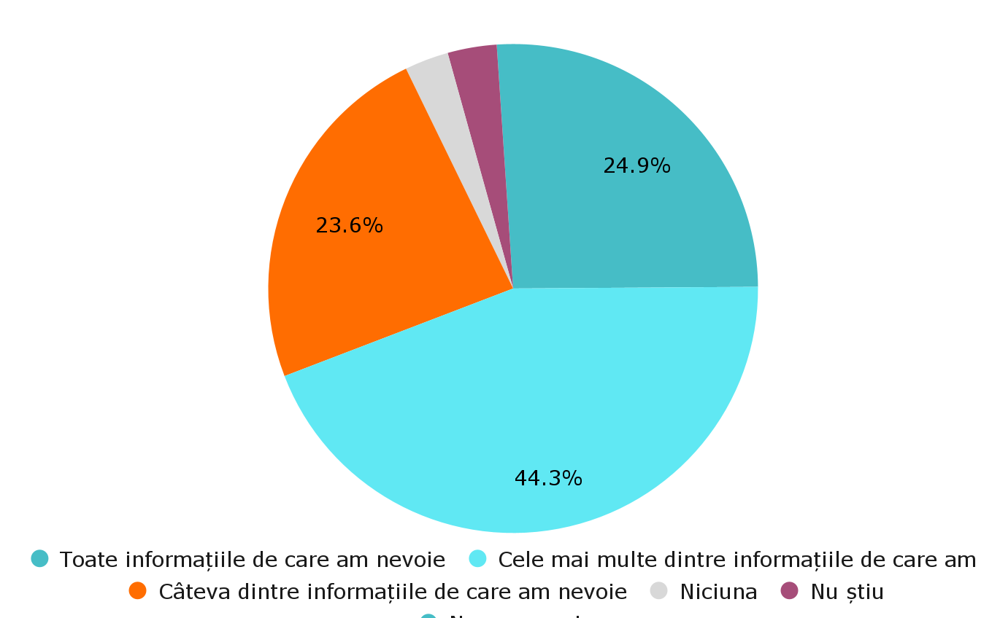 24.9%
23.6%
44.3%
Toate informațiile de care am nevoie Cele mai multe dintre informațiile de care am
Câteva dintre informațiile de care am nevoie Niciuna Nu știu